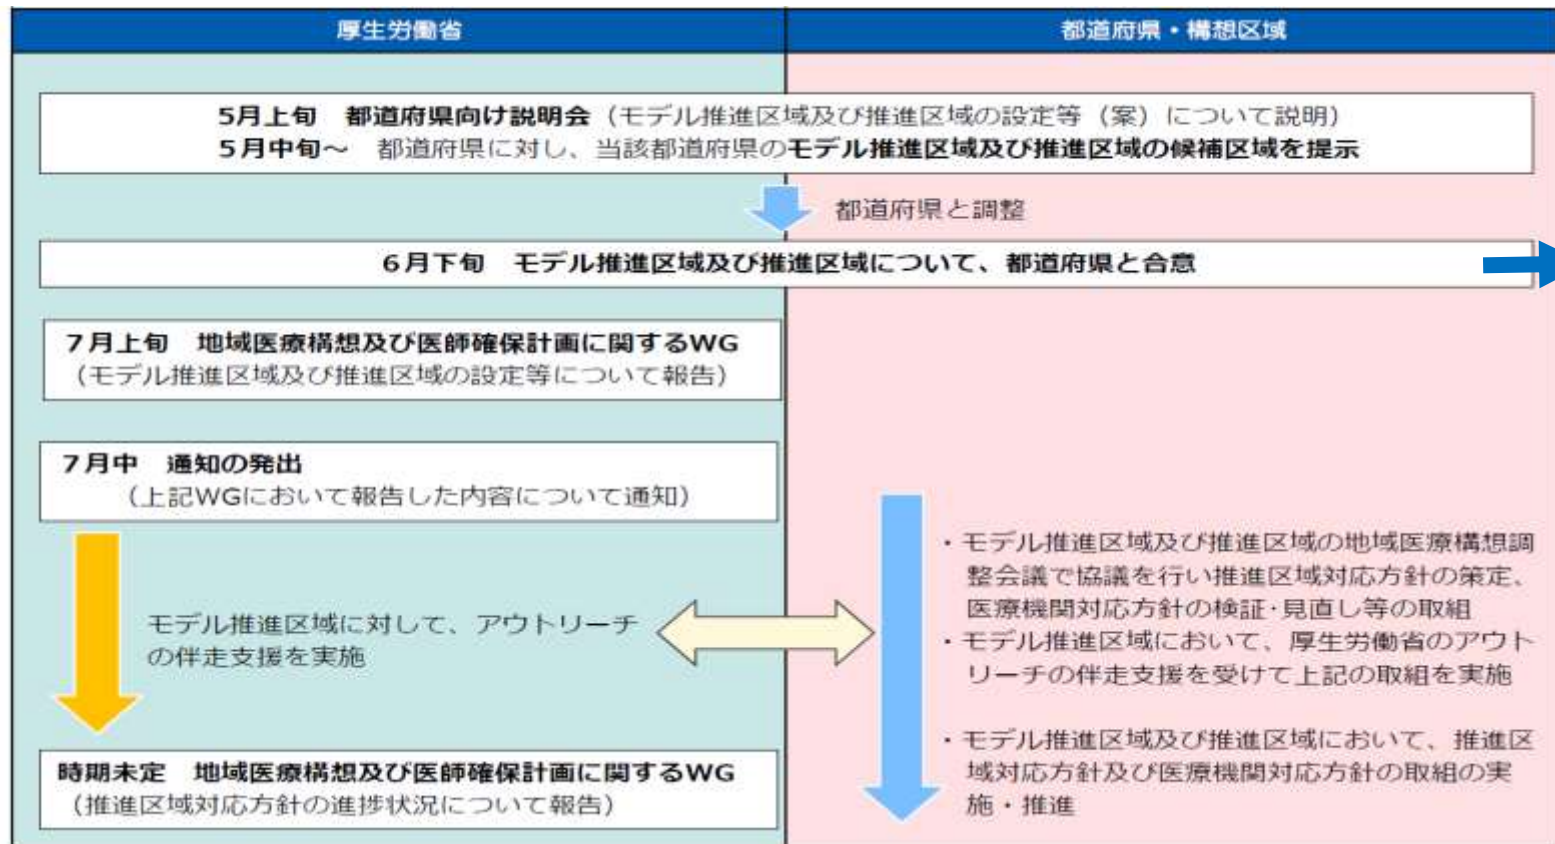 厚生労働省
都道府県・構想区域
5月上旬　都道府県向け説明会（モデル推進区域及び推進区域の設定等（案）について説明）
５月中旬～　都道府県に対し、当該都道府県のモデル推進区域及び推進区域の候補区域を提示
都道府県と調整
６月下旬　モデル推進区域及び推進区域について、都道府県と合意
７月上旬　地域医療構想及び医師確保計画に関するWG
（モデル推進区域及び推進区域の設定等について報告）
７月中　通知の発出
（上記WGにおいて報告した内容について通知）
モデル推進区域に対して、アウトリーチ
の伴走支援を実施
時期未定　地域医療構想及び医師確保計画に関するWG
（推進区域対応方針の進捗状況について報告）
・モデル推進区域及び推進区域の地域医療構想調
整会議で協議を行い推進区域対応方針の策定、
医療機関対応方針の検証･見直し等の取組
・モデル推進区域において、厚生労働省のアウト
リーチの伴走支援を受けて上記の取組を実施
・モデル推進区域及び推進区域において、推進区
域対応方針及び医療機関対応方針の取組の実
施・推進